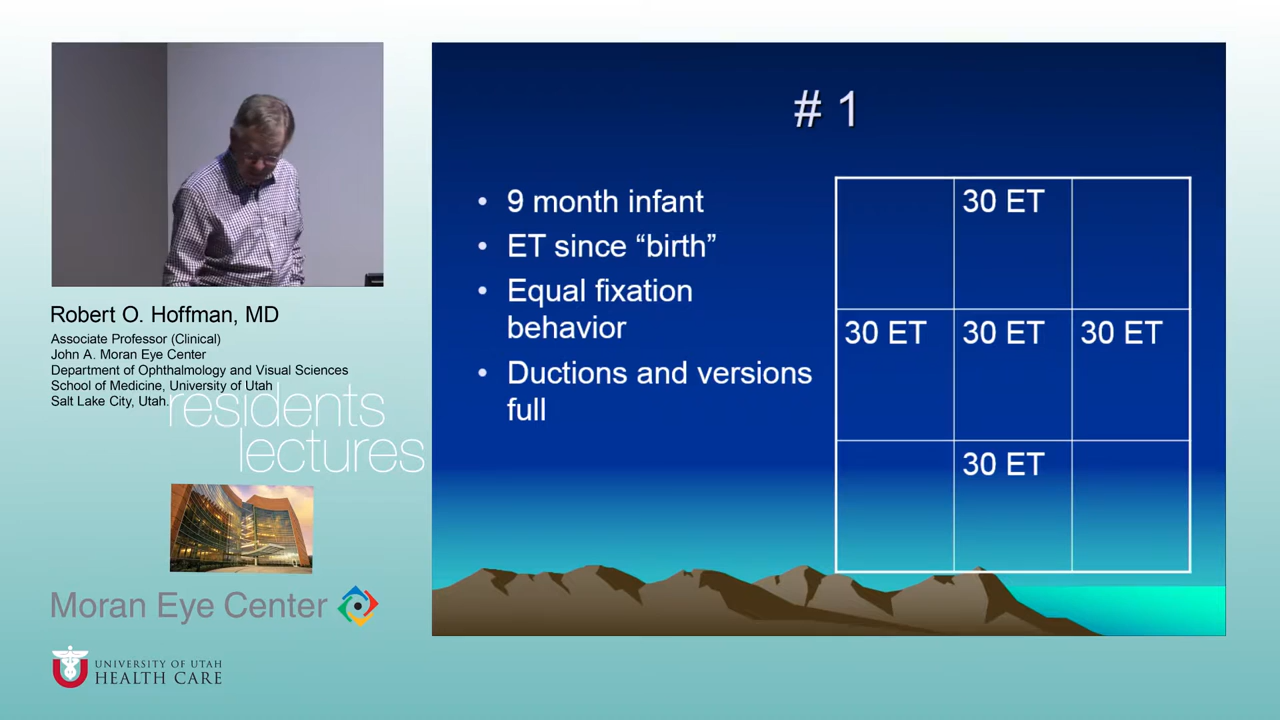 # 1
• 9 month infant
• ET since “birth”
• Equal fixation
behavior
• Ductions and versions
full
30 ET
30 ET 30 ET 30 ET
30 ET
Robert O. Hoffman, MD
Associate Professor (Clinical)
John A. Moran Eye Center
Department of Ophthalmology and Visual Sciences
School of Medicine, University of Utah
Salt Lake City, Utah.
residents
lectures
Moran Eye Center
UNIVERSITY OF UTAH
HEALTH CARE